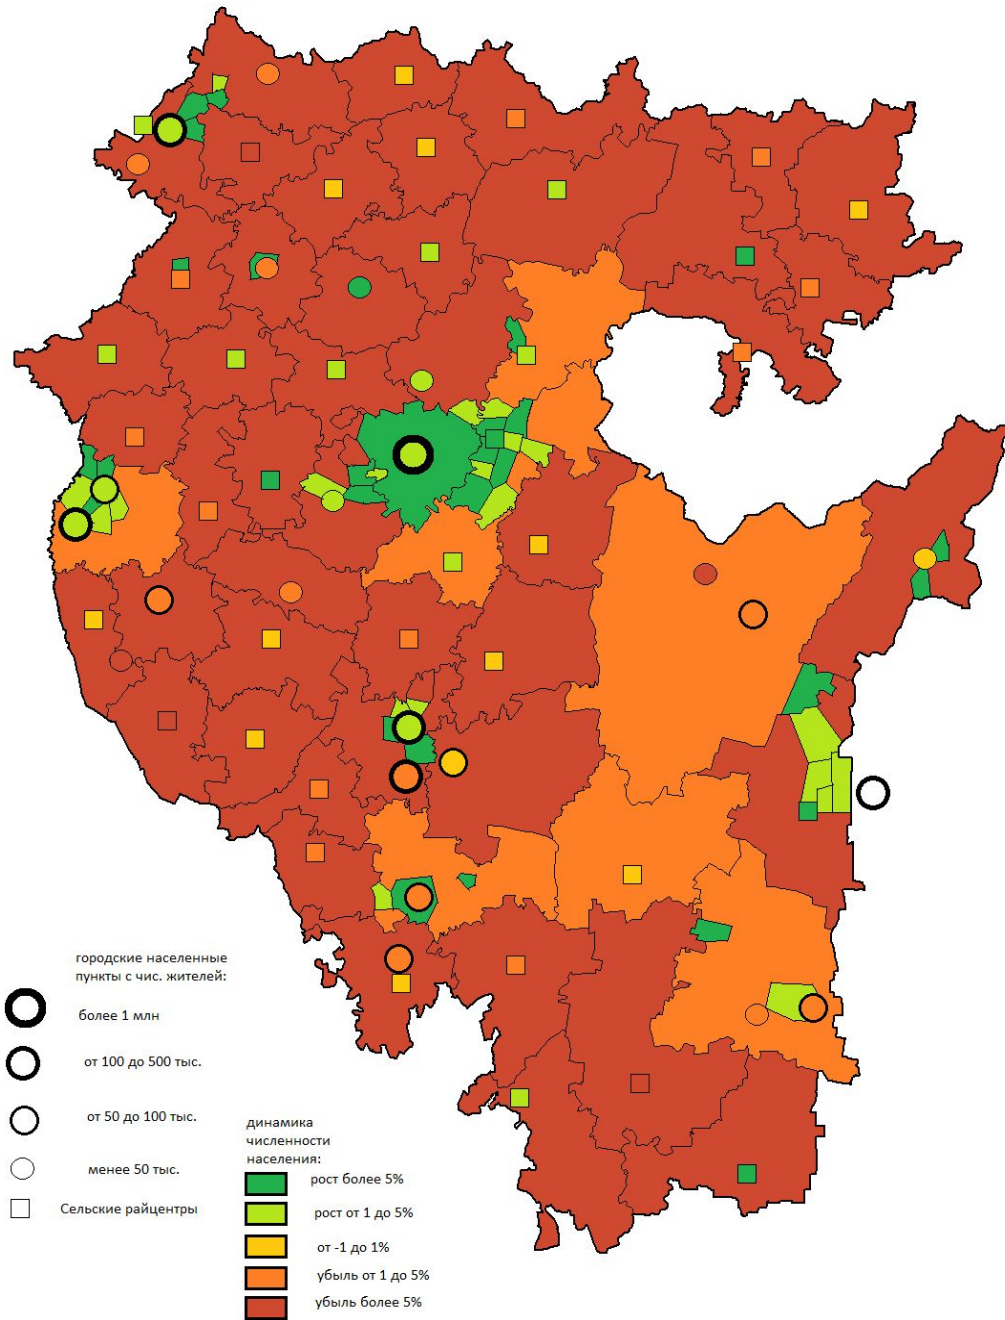 городские населенные
пункты с чис. жителей:
более 1 млн
от 100 до 500 тыс.
от 50 до 100 тыс.
менее 50 тыс.
Сельские райцентры
динамика
численности
населения:
рост более 5%
рост от 1 до 5%
от -1 до 1%
убыль от 1 до 5%
убыль более 5%